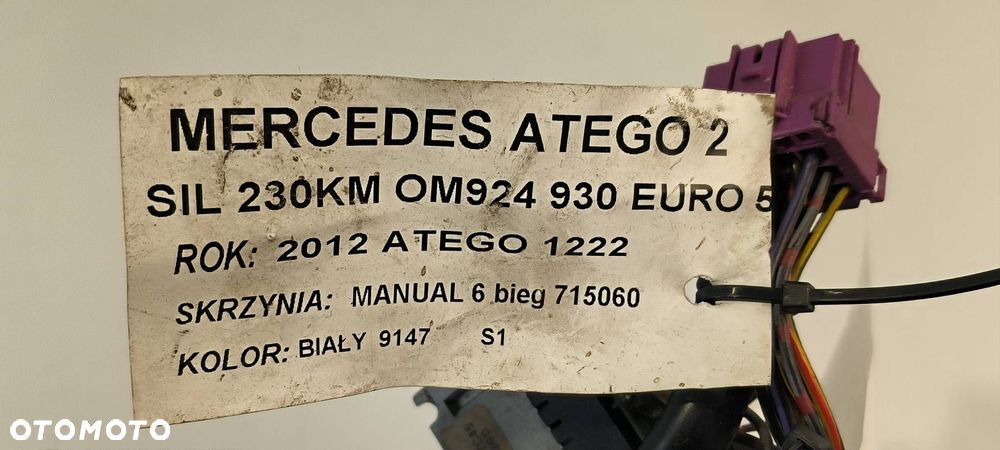 MERCEDES ATEGO 2
SIL 230KM OM924 930 EURO 5
ROK: 2012 ATEGO 1222
SKRZYNIA: MANUAL 6 bieg 715060
KOLOR: BIAŁY 9147 S1
OTOMOTO